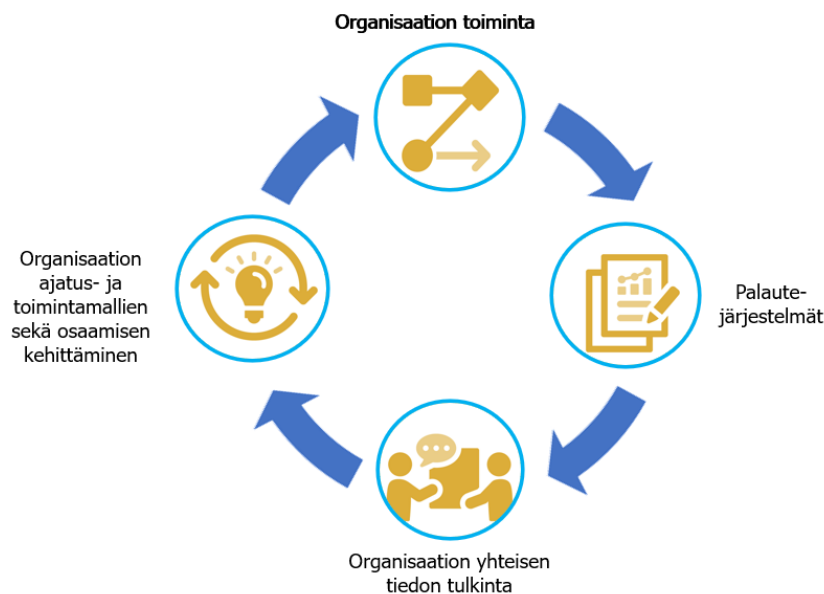 Organisaation toiminta
Palaute-
järjestelmät
Organisaation yhteisen
tiedon tulkinta
Organisaation
ajatus- ja
toimintamallien
sekä osaamisen
kehittäminen